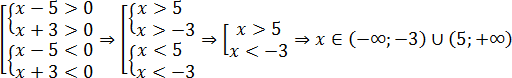 [{x − 5 > 0
{x + 3 > 0
{x − 5 < 0
{x + 3 < 0 ⇒ [{x > 5
{x > −3
{x < 5
{x < −3 ⇒ [x > 5
x < −3 ⇒ x ∈ (−∞; −3) ∪ (5; +∞)